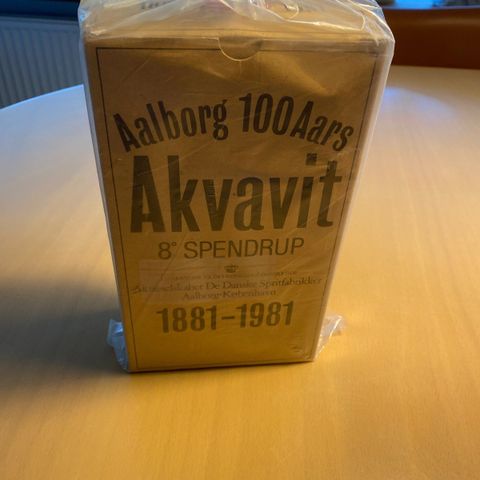 Aalborg 100 Aars
Akvavit
8° SPENDRUP
Aktieselskabet De Danske Spritfabrikker
Aalborg-København
1881-1981